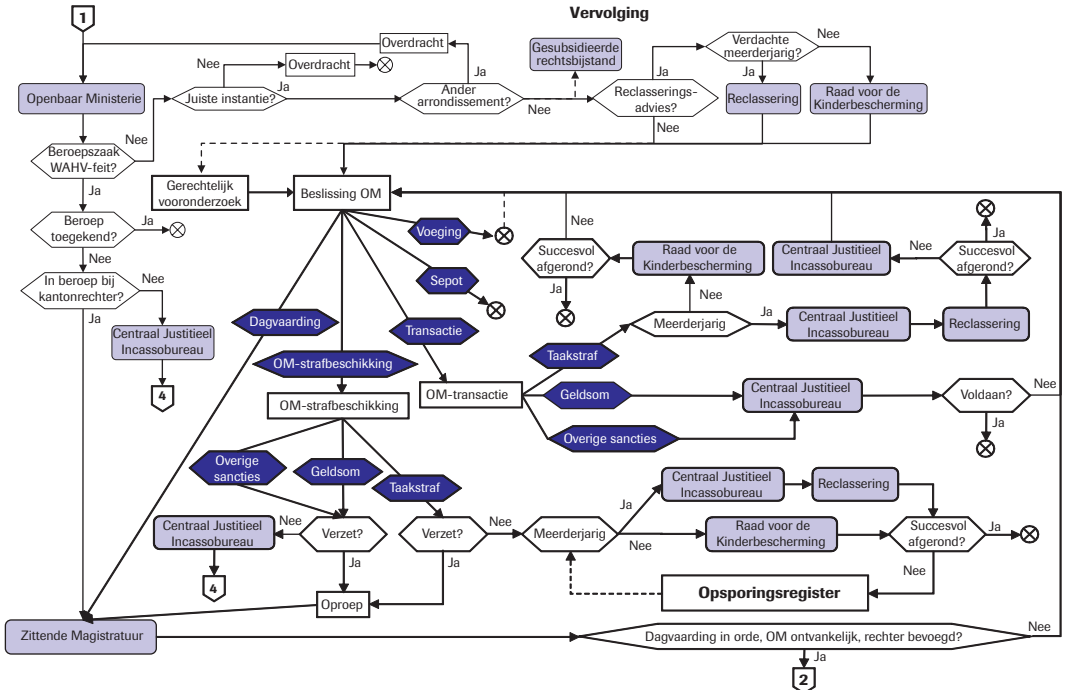 Vervolging
1
Overdracht
Nee
Overdracht
Ja
Juiste instantie?
Openbaar Ministerie
Ja
Ander
arrondissement?
Nee
Gesubsidieerde
rechtsbijstand
Reclasserings-
advies?
Ja
Nee
Verdachte
meerderjarig?
Nee
Ja
Reclassering
Raad voor de
Kinderbescherming
Nee
Beroepszaak
WAHV-feit?
Ja
Beroep
toegekend?
Ja
Nee
In beroep bij
kantonrechter?
Nee
Ja
Centraal Justitieel
Incassobureau
4
Gerechtelijk
vooronderzoek
Beslissing OM
Voeging
Sepot
Dagvaarding
Transactie
OM-strafbeschikking
OM-strafbeschikking
OM-transactie
Nee
Succesvol
afgerond?
Ja
Raad voor de
Kinderbescherming
Nee
Meerderjarig
Ja
Centraal Justitieel
Incassobureau
Reclassering
Centraal Justitieel
Incassobureau
Nee
Succesvol
afgerond?
Ja
Taakstraf
Geldsom
Overige sancties
Centraal Justitieel
Incassobureau
Voldaan?
Nee
Ja
Overige
sancties
Geldsom
Taakstraf
Centraal Justitieel
Incassobureau
Nee
Verzet?
Ja
4
Verzet?
Nee
Ja
Meerderjarig
Ja
Nee
Centraal Justitieel
Incassobureau
Reclassering
Raad voor de
Kinderbescherming
Succesvol
afgerond?
Ja
Nee
Opsporingsregister
Oproep
Zittende Magistratuur
Dagvaarding in orde, OM ontvankelijk, rechter bevoegd?
Nee
Ja
2